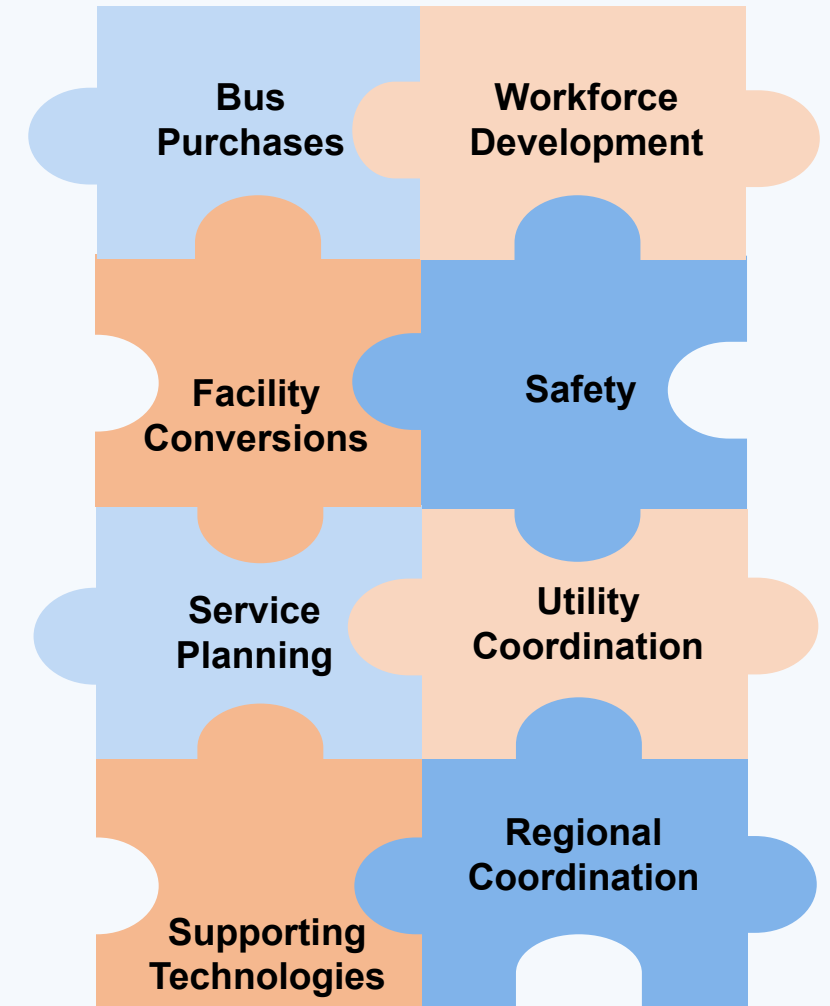 Bus
Purchases
Workforce
Development
Facility
Conversions
Safety
Service
Planning
Utility
Coordination
Supporting
Technologies
Regional
Coordination